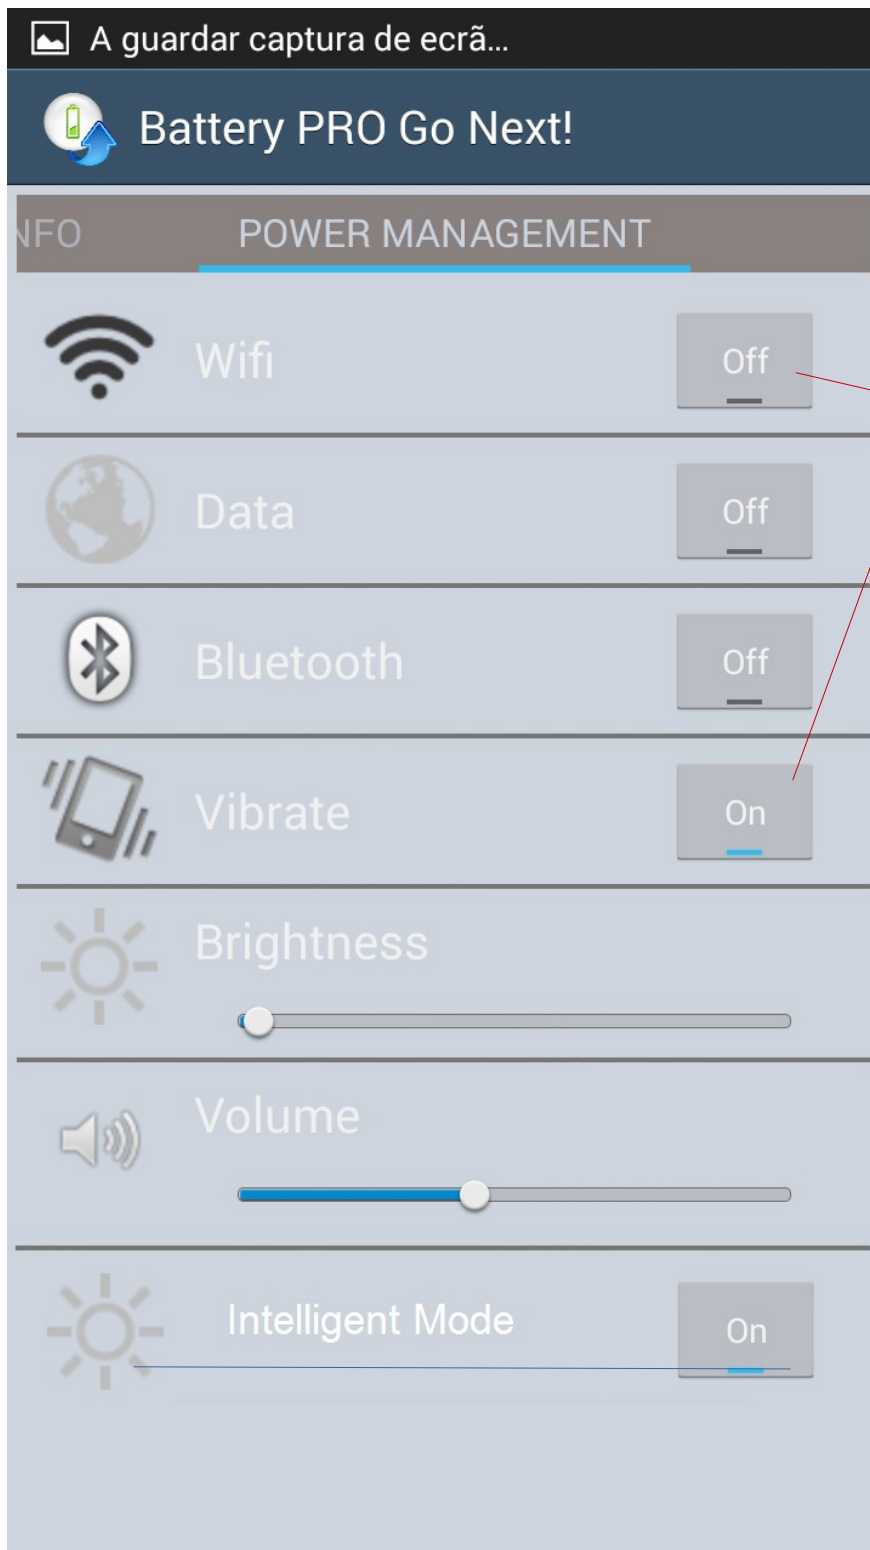 A guardar captura de ecrã...
Battery PRO Go Next!
NFO POWER MANAGEMENT
Wifi Off
Data Off
Bluetooth Off
Vibrate On
Brightness
Volume
Intelligent Mode On